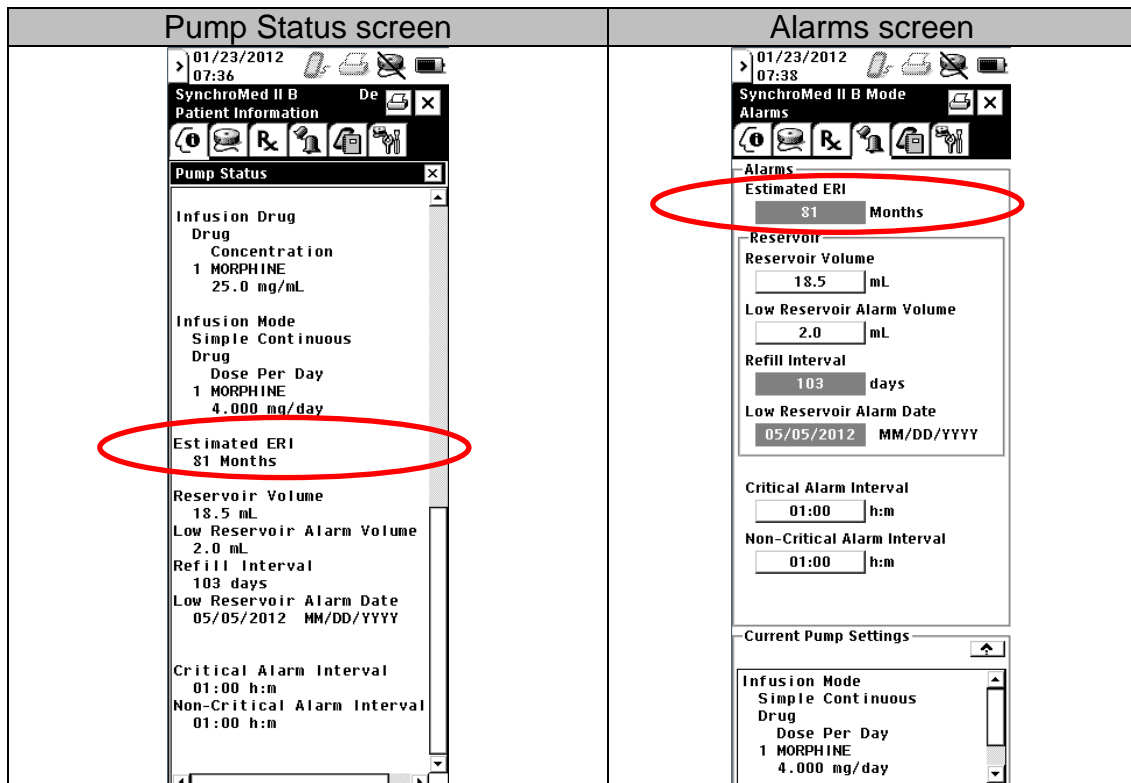 Pump Status screen
01/23/2012
07:36
SynchroMed II B De
Patient Information
Rx
Pump Status
Infusion Drug
Drug
Concentration
1 MORPHINE
25.0 mg/mL
Infusion Mode
Simple Continuous
Drug
Dose Per Day
1 MORPHINE
4.000 mg/day
Estimated ERI
81 Months
Reservoir Volume
18.5 mL
Low Reservoir Alarm Volume
2.0 mL
Refill Interval
103 days
Low Reservoir Alarm Date
05/05/2012 MM/DD/YYYY
Critical Alarm Interval
01:00 h:m
Non-Critical Alarm Interval
01:00 h:m
Alarms screen
01/23/2012
07:38
SynchroMed II B Mode
Alarms
Rx
Alarms
Estimated ERI
81 Months
Reservoir
Reservoir Volume
18.5 mL
Low Reservoir Alarm Volume
2.0 mL
Refill Interval
103 days
Low Reservoir Alarm Date
05/05/2012 MM/DD/YYYY
Critical Alarm Interval
01:00 h:m
Non-Critical Alarm Interval
01:00 h:m
Current Pump Settings
Infusion Mode
Simple Continuous
Drug
Dose Per Day
1 MORPHINE
4.000 mg/day